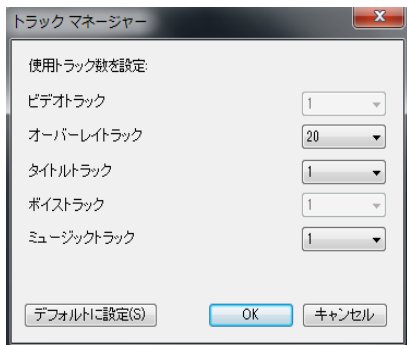 トラック マネージャー
使用トラック数を設定:
ビデオトラック 1
オーバーレイトラック 20
タイトルトラック 1
ボイストラック 1
ミュージックトラック 1
デフォルトに設定(S) OK キャンセル